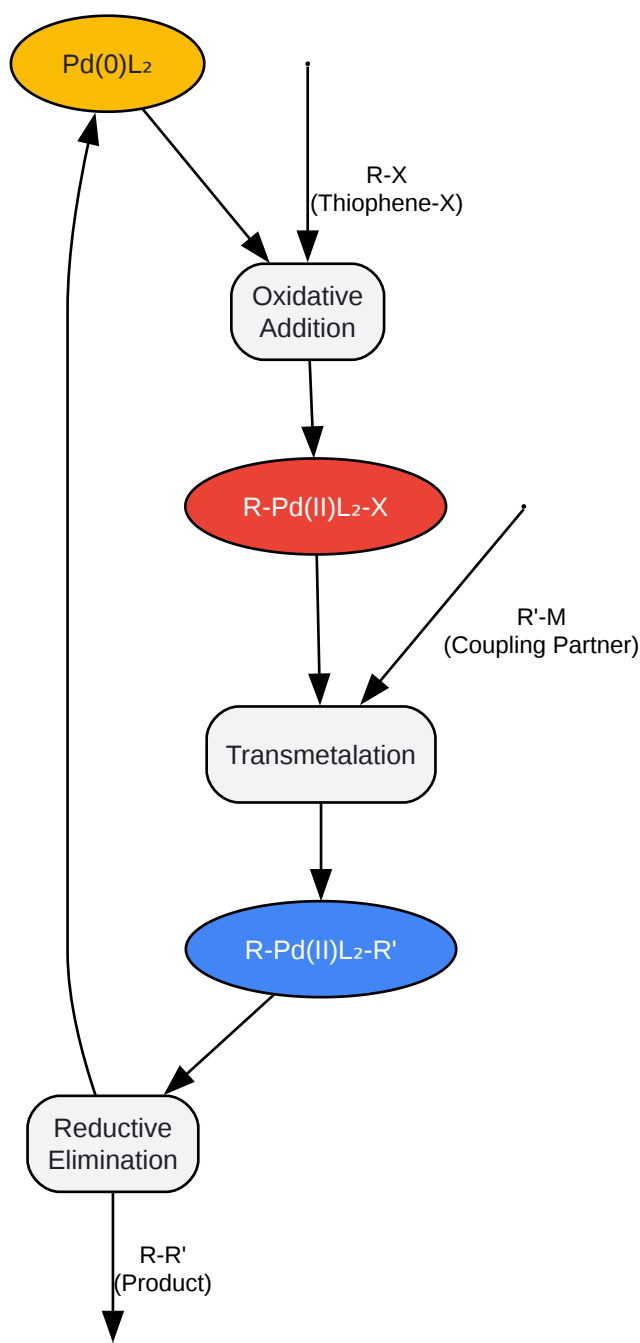 Pd(0)L₂
R-X
(Thiophene-X)
Oxidative
Addition
R-Pd(II)L₂-X
R'-M
(Coupling Partner)
Transmetalation
R-Pd(II)L₂-R'
Reductive
Elimination
R-R'
(Product)